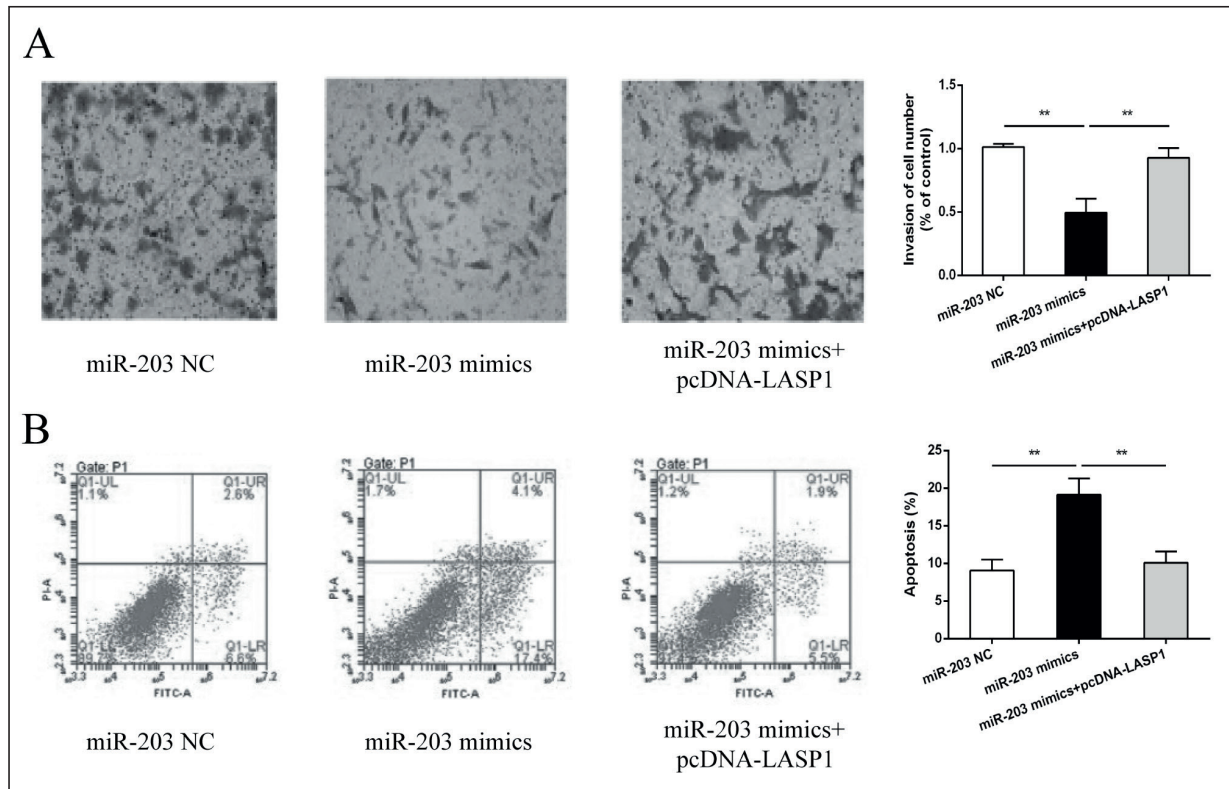 A
miR-203 NC
miR-203 mimics
miR-203 mimics+
pcDNA-LASP1
Invasion of cell number
(% of control)
1.5
1.0
0.5
0.0
**
**
miR-203 NC
miR-203 mimics
miR-203 mimics+pcDNA-LASP1
B
Gate: P1
Q1-UL
1.1%
Q1-UR
2.6%
Q1-LR
6.6%
PI-A
FITC-A
miR-203 NC
Gate: P1
Q1-UL
1.7%
Q1-UR
4.1%
Q1-LR
17.4%
PI-A
FITC-A
miR-203 mimics
Gate: P1
Q1-UL
1.2%
Q1-UR
1.9%
Q1-LR
5.5%
PI-A
FITC-A
miR-203 mimics+
pcDNA-LASP1
Apoptosis (%)
25
20
15
10
5
0
**
**
miR-203 NC
miR-203 mimics
miR-203 mimics+pcDNA-LASP1